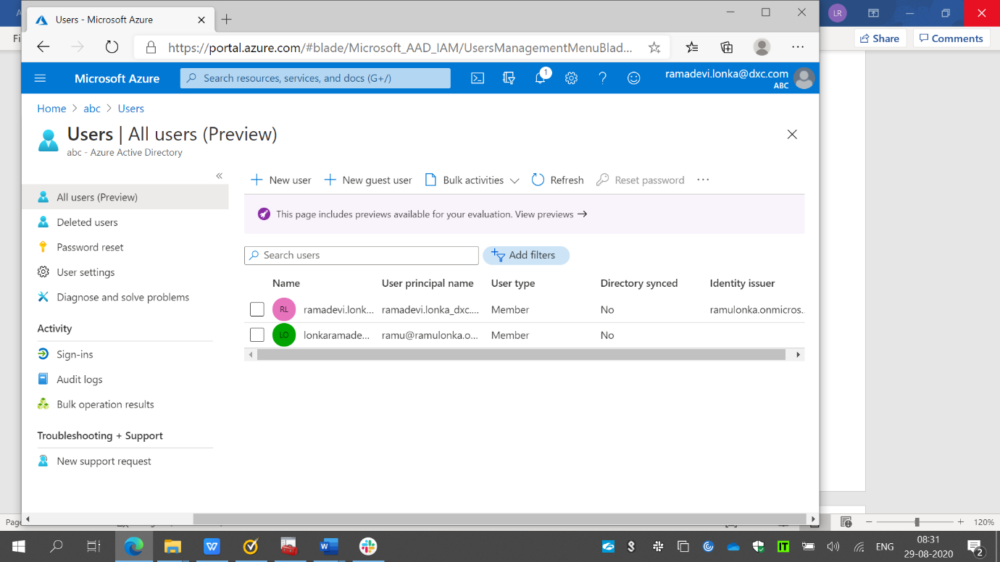 Users - Microsoft Azure
LR
Fi
Share
Comments
https://portal.azure.com/#blade/Microsoft_AAD_IAM/UsersManagementMenuBlad...
Microsoft Azure
Search resources, services, and docs (G+/)
1
ramadevi.lonka@dxc.com
ABC
Home > abc > Users
Users | All users (Preview)
abc - Azure Active Directory
All users (Preview)
Deleted users
Password reset
User settings
Diagnose and solve problems
Activity
Sign-ins
Audit logs
Bulk operation results
Troubleshooting + Support
New support request
New user
New guest user
Bulk activities
Refresh
Reset password
This page includes previews available for your evaluation. View previews →
Search users
Add filters
Name User principal name User type Directory synced Identity issuer
RL ramadevi.lonk... ramadevi.lonka_dxc.... Member No ramulonka.onmicros..
LO lonkaramade... ramu@ramulonka.o... Member No
Page
120%
ENG
08:31
29-08-2020
2